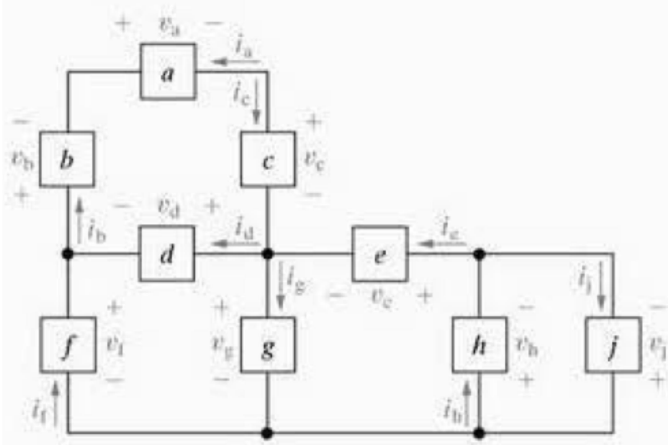 + v_a −
i_a
a
i_c
− +
v_b b c v_c
+ −
i_b − v_d + i_d i_e
d e
i_g − v_e + i_j
+ + − −
f v_f v_g g h v_h j v_j
− − + +
i_f i_h